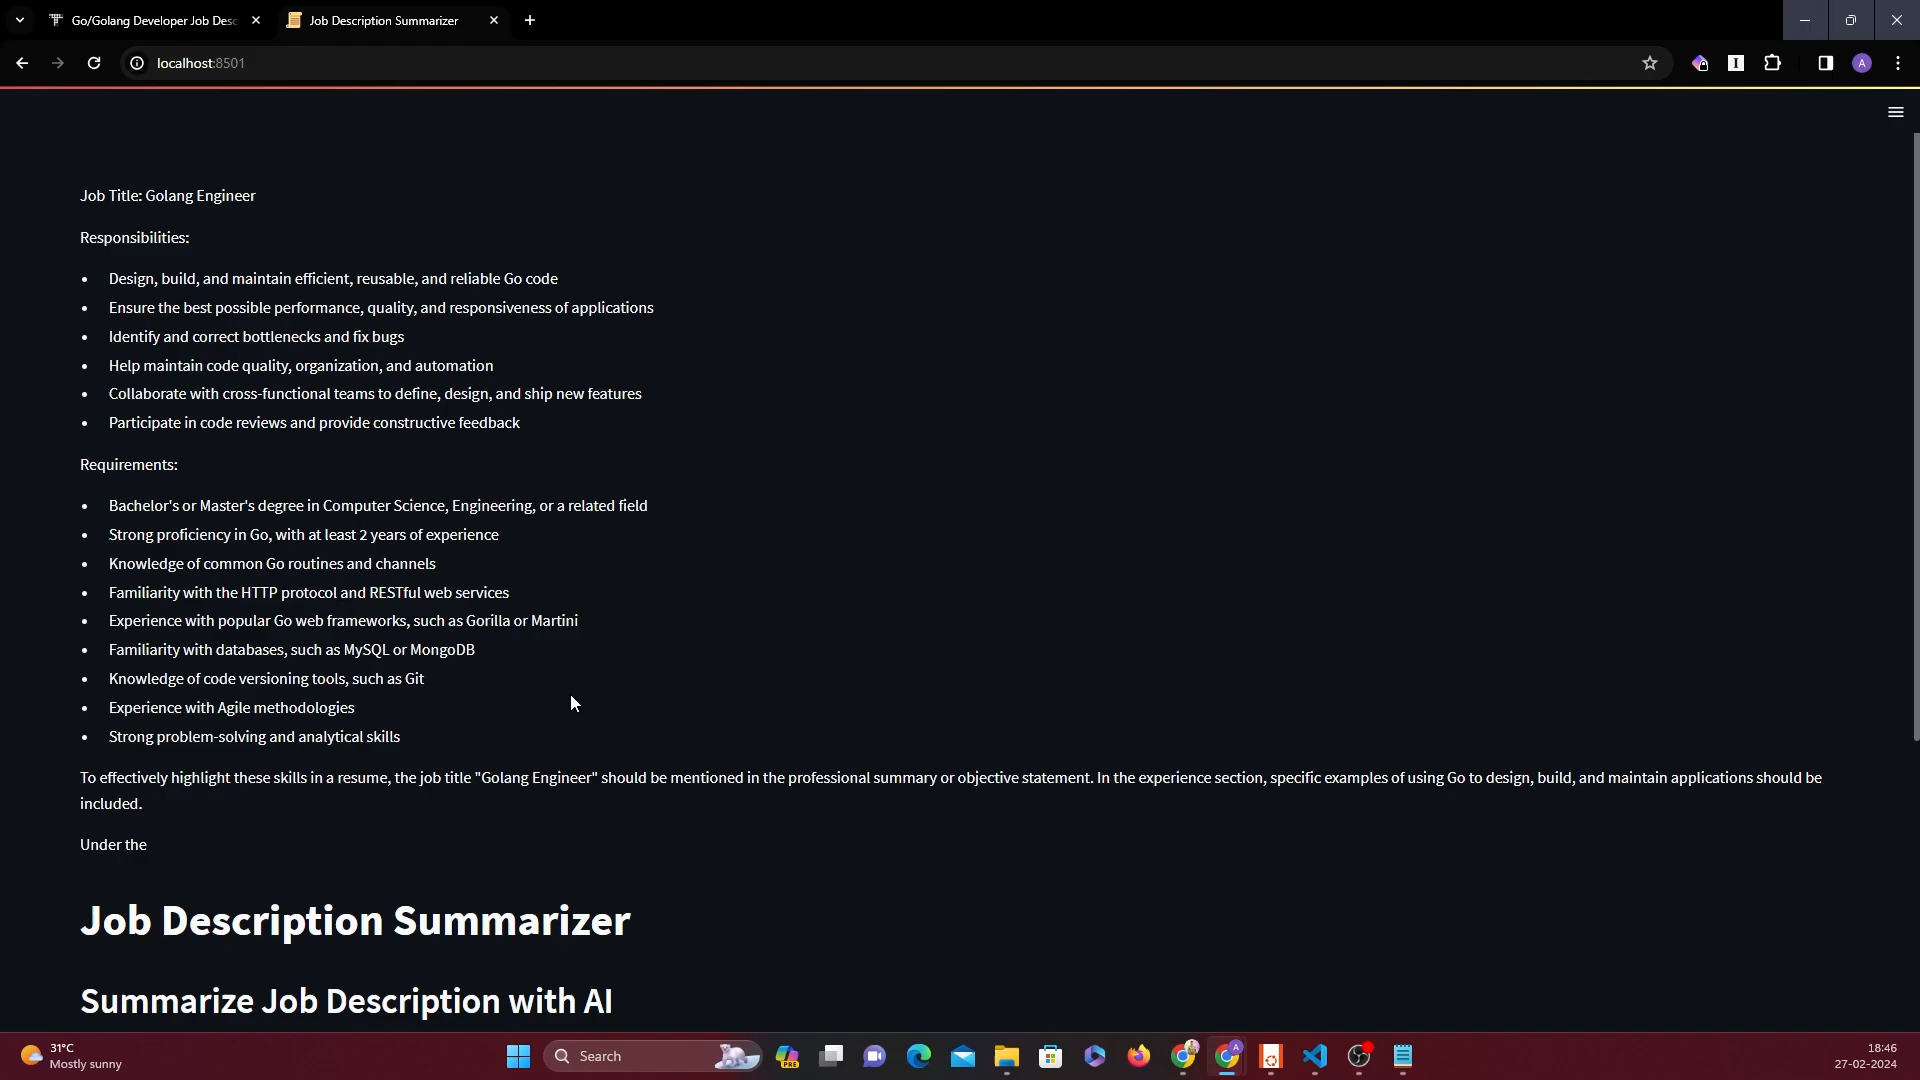 Go/Golang Developer Job Desc
Job Description Summarizer
localhost:8501
A
Job Title: Golang Engineer
Responsibilities:
• Design, build, and maintain efficient, reusable, and reliable Go code
• Ensure the best possible performance, quality, and responsiveness of applications
• Identify and correct bottlenecks and fix bugs
• Help maintain code quality, organization, and automation
• Collaborate with cross-functional teams to define, design, and ship new features
• Participate in code reviews and provide constructive feedback
Requirements:
• Bachelor's or Master's degree in Computer Science, Engineering, or a related field
• Strong proficiency in Go, with at least 2 years of experience
• Knowledge of common Go routines and channels
• Familiarity with the HTTP protocol and RESTful web services
• Experience with popular Go web frameworks, such as Gorilla or Martini
• Familiarity with databases, such as MySQL or MongoDB
• Knowledge of code versioning tools, such as Git
• Experience with Agile methodologies
• Strong problem-solving and analytical skills
To effectively highlight these skills in a resume, the job title "Golang Engineer" should be mentioned in the professional summary or objective statement. In the experience section, specific examples of using Go to design, build, and maintain applications should be
included.
Under the
Job Description Summarizer
Summarize Job Description with AI
31°C
Mostly sunny
Search
PRE
A
18:46
27-02-2024